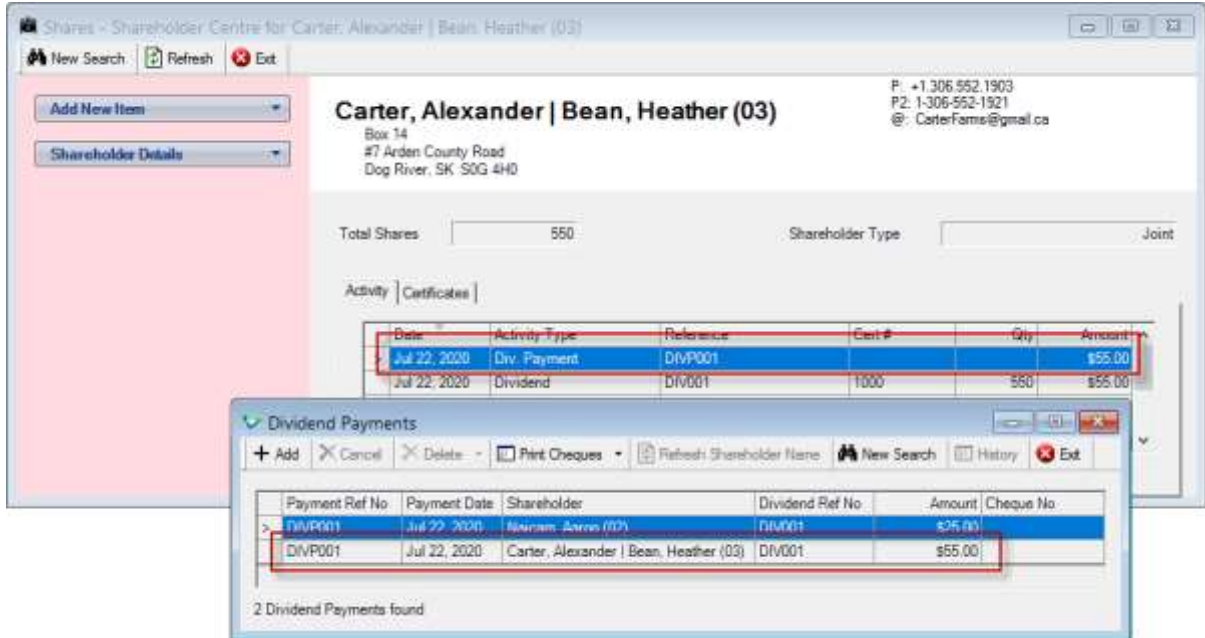 Shares - Shareholder Centre for Carter, Alexander | Bean, Heather (03)
New Search Refresh Exit
Add New Item
Shareholder Details
Carter, Alexander | Bean, Heather (03)
Box 14
#7 Arden County Road
Dog River, SK S0G 4H0
P: +1.306.552.1903
P2: 1-306-552-1921
@: CarterFarms@gmail.ca
Total Shares 550 Shareholder Type Joint
Activity Certificates
Date Activity Type Reference Cert # Qty Amount
> Jul 22, 2020 Div. Payment DIVP001 $55.00
Jul 22, 2020 Dividend DIV001 1000 550 $55.00
Dividend Payments
Add Cancel Delete Print Cheques Refresh Shareholder Name New Search History Exit
Payment Ref No Payment Date Shareholder Dividend Ref No Amount Cheque No
> DIVP001 Jul 22, 2020 Aaron (02) DIV001 $25.00
DIVP001 Jul 22, 2020 Carter, Alexander | Bean, Heather (03) DIV001 $55.00
2 Dividend Payments found